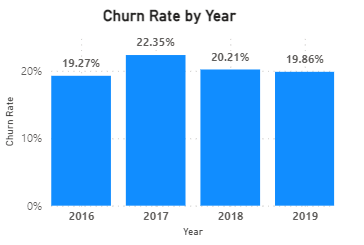 Churn Rate by Year
22.35%
20.21%
19.86%
19.27%
20%
10%
0%
Churn Rate
2016 2017 2018 2019
Year